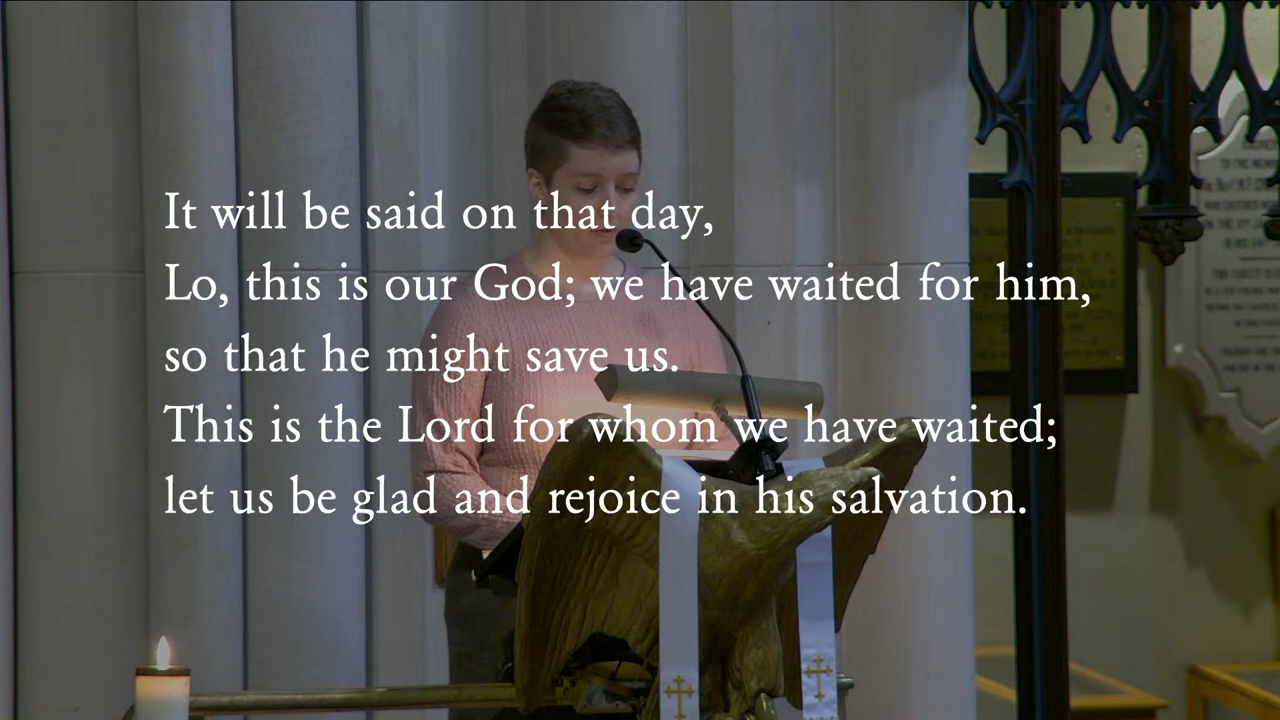 It will be said on that day,
Lo, this is our God; we have waited for him,
so that he might save us.
This is the Lord for whom we have waited;
let us be glad and rejoice in his salvation.